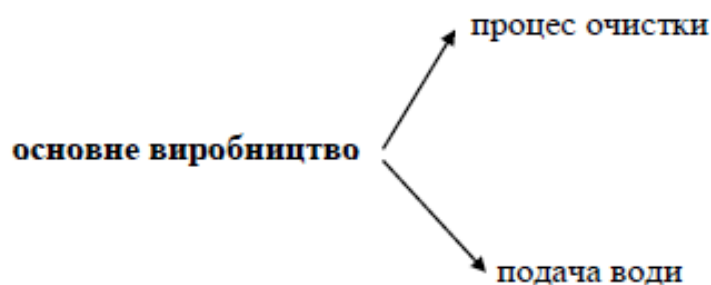 процес очистки
основне виробництво
подача води